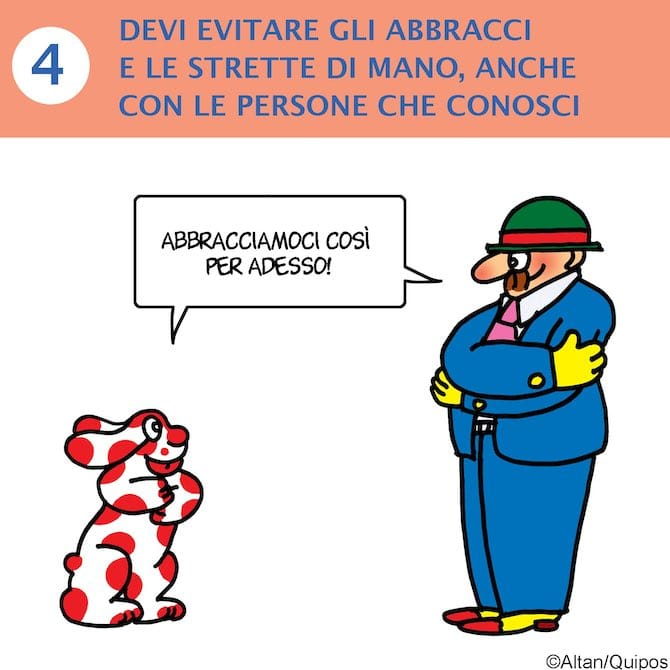 4
DEVI EVITARE GLI ABBRACCI
E LE STRETTE DI MANO, ANCHE
CON LE PERSONE CHE CONOSCI
ABBRACCIAMOCI COSÌ
PER ADESSO!
©Altan/Quipos